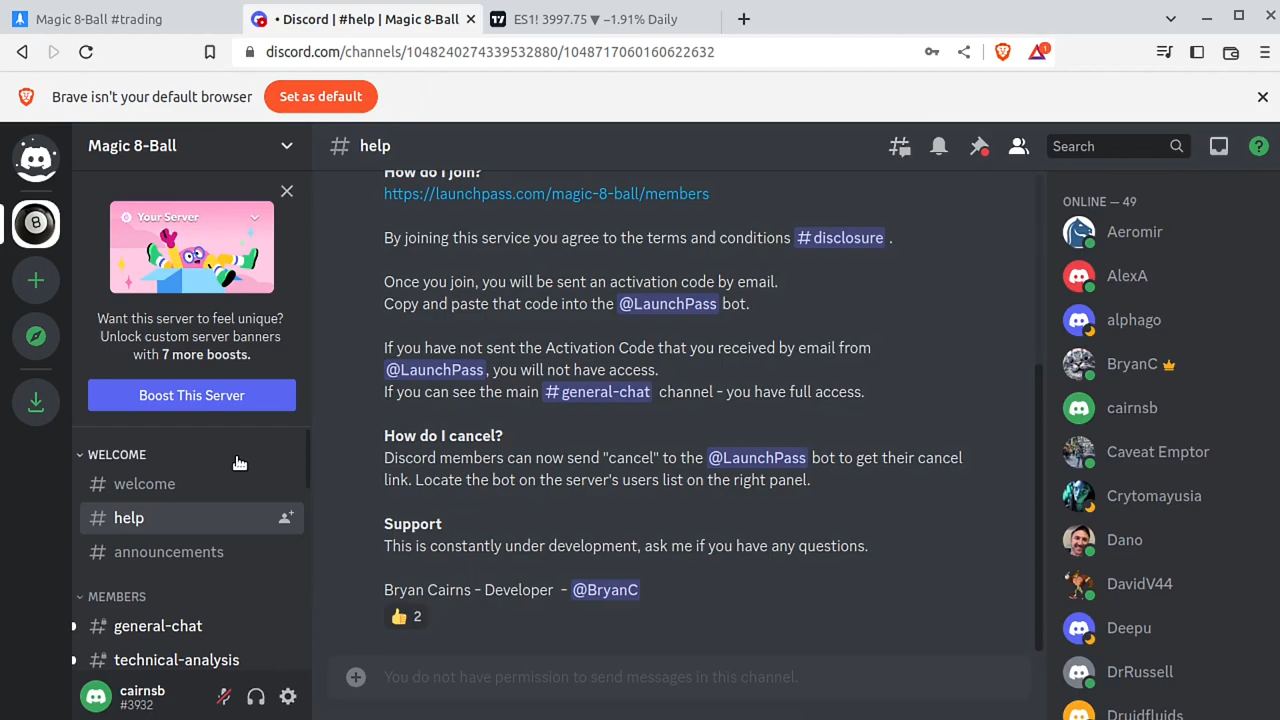 Magic 8-Ball #trading
• Discord | #help | Magic 8-Ball
ES1! 3997.75 ▼ −1.91% Daily
discord.com/channels/1048240274339532880/1048717060160622632
1
Brave isn't your default browser
Set as default
Magic 8-Ball
# help
Search
Your Server
Want this server to feel unique?
Unlock custom server banners
with 7 more boosts.
Boost This Server
WELCOME
# welcome
# help
# announcements
MEMBERS
# general-chat
# technical-analysis
cairnsb
#3932
How do I join?
https://launchpass.com/magic-8-ball/members
By joining this service you agree to the terms and conditions # disclosure .
Once you join, you will be sent an activation code by email.
Copy and paste that code into the @LaunchPass bot.
If you have not sent the Activation Code that you received by email from
@LaunchPass, you will not have access.
If you can see the main # general-chat channel - you have full access.
How do I cancel?
Discord members can now send "cancel" to the @LaunchPass bot to get their cancel
link. Locate the bot on the server's users list on the right panel.
Support
This is constantly under development, ask me if you have any questions.
Bryan Cairns - Developer - @BryanC
👍 2
You do not have permission to send messages in this channel.
ONLINE — 49
Aeromir
AlexA
alphago
BryanC
cairnsb
Caveat Emptor
Crytomayusia
Dano
DavidV44
Deepu
DrRussell
Druidfluids